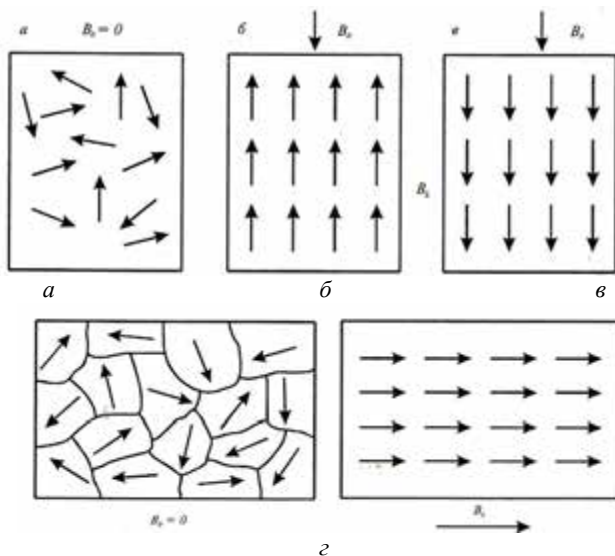 а B₀ = 0 б B₀ в B₀
B₀
а б в
B₀ = 0 B₀
г